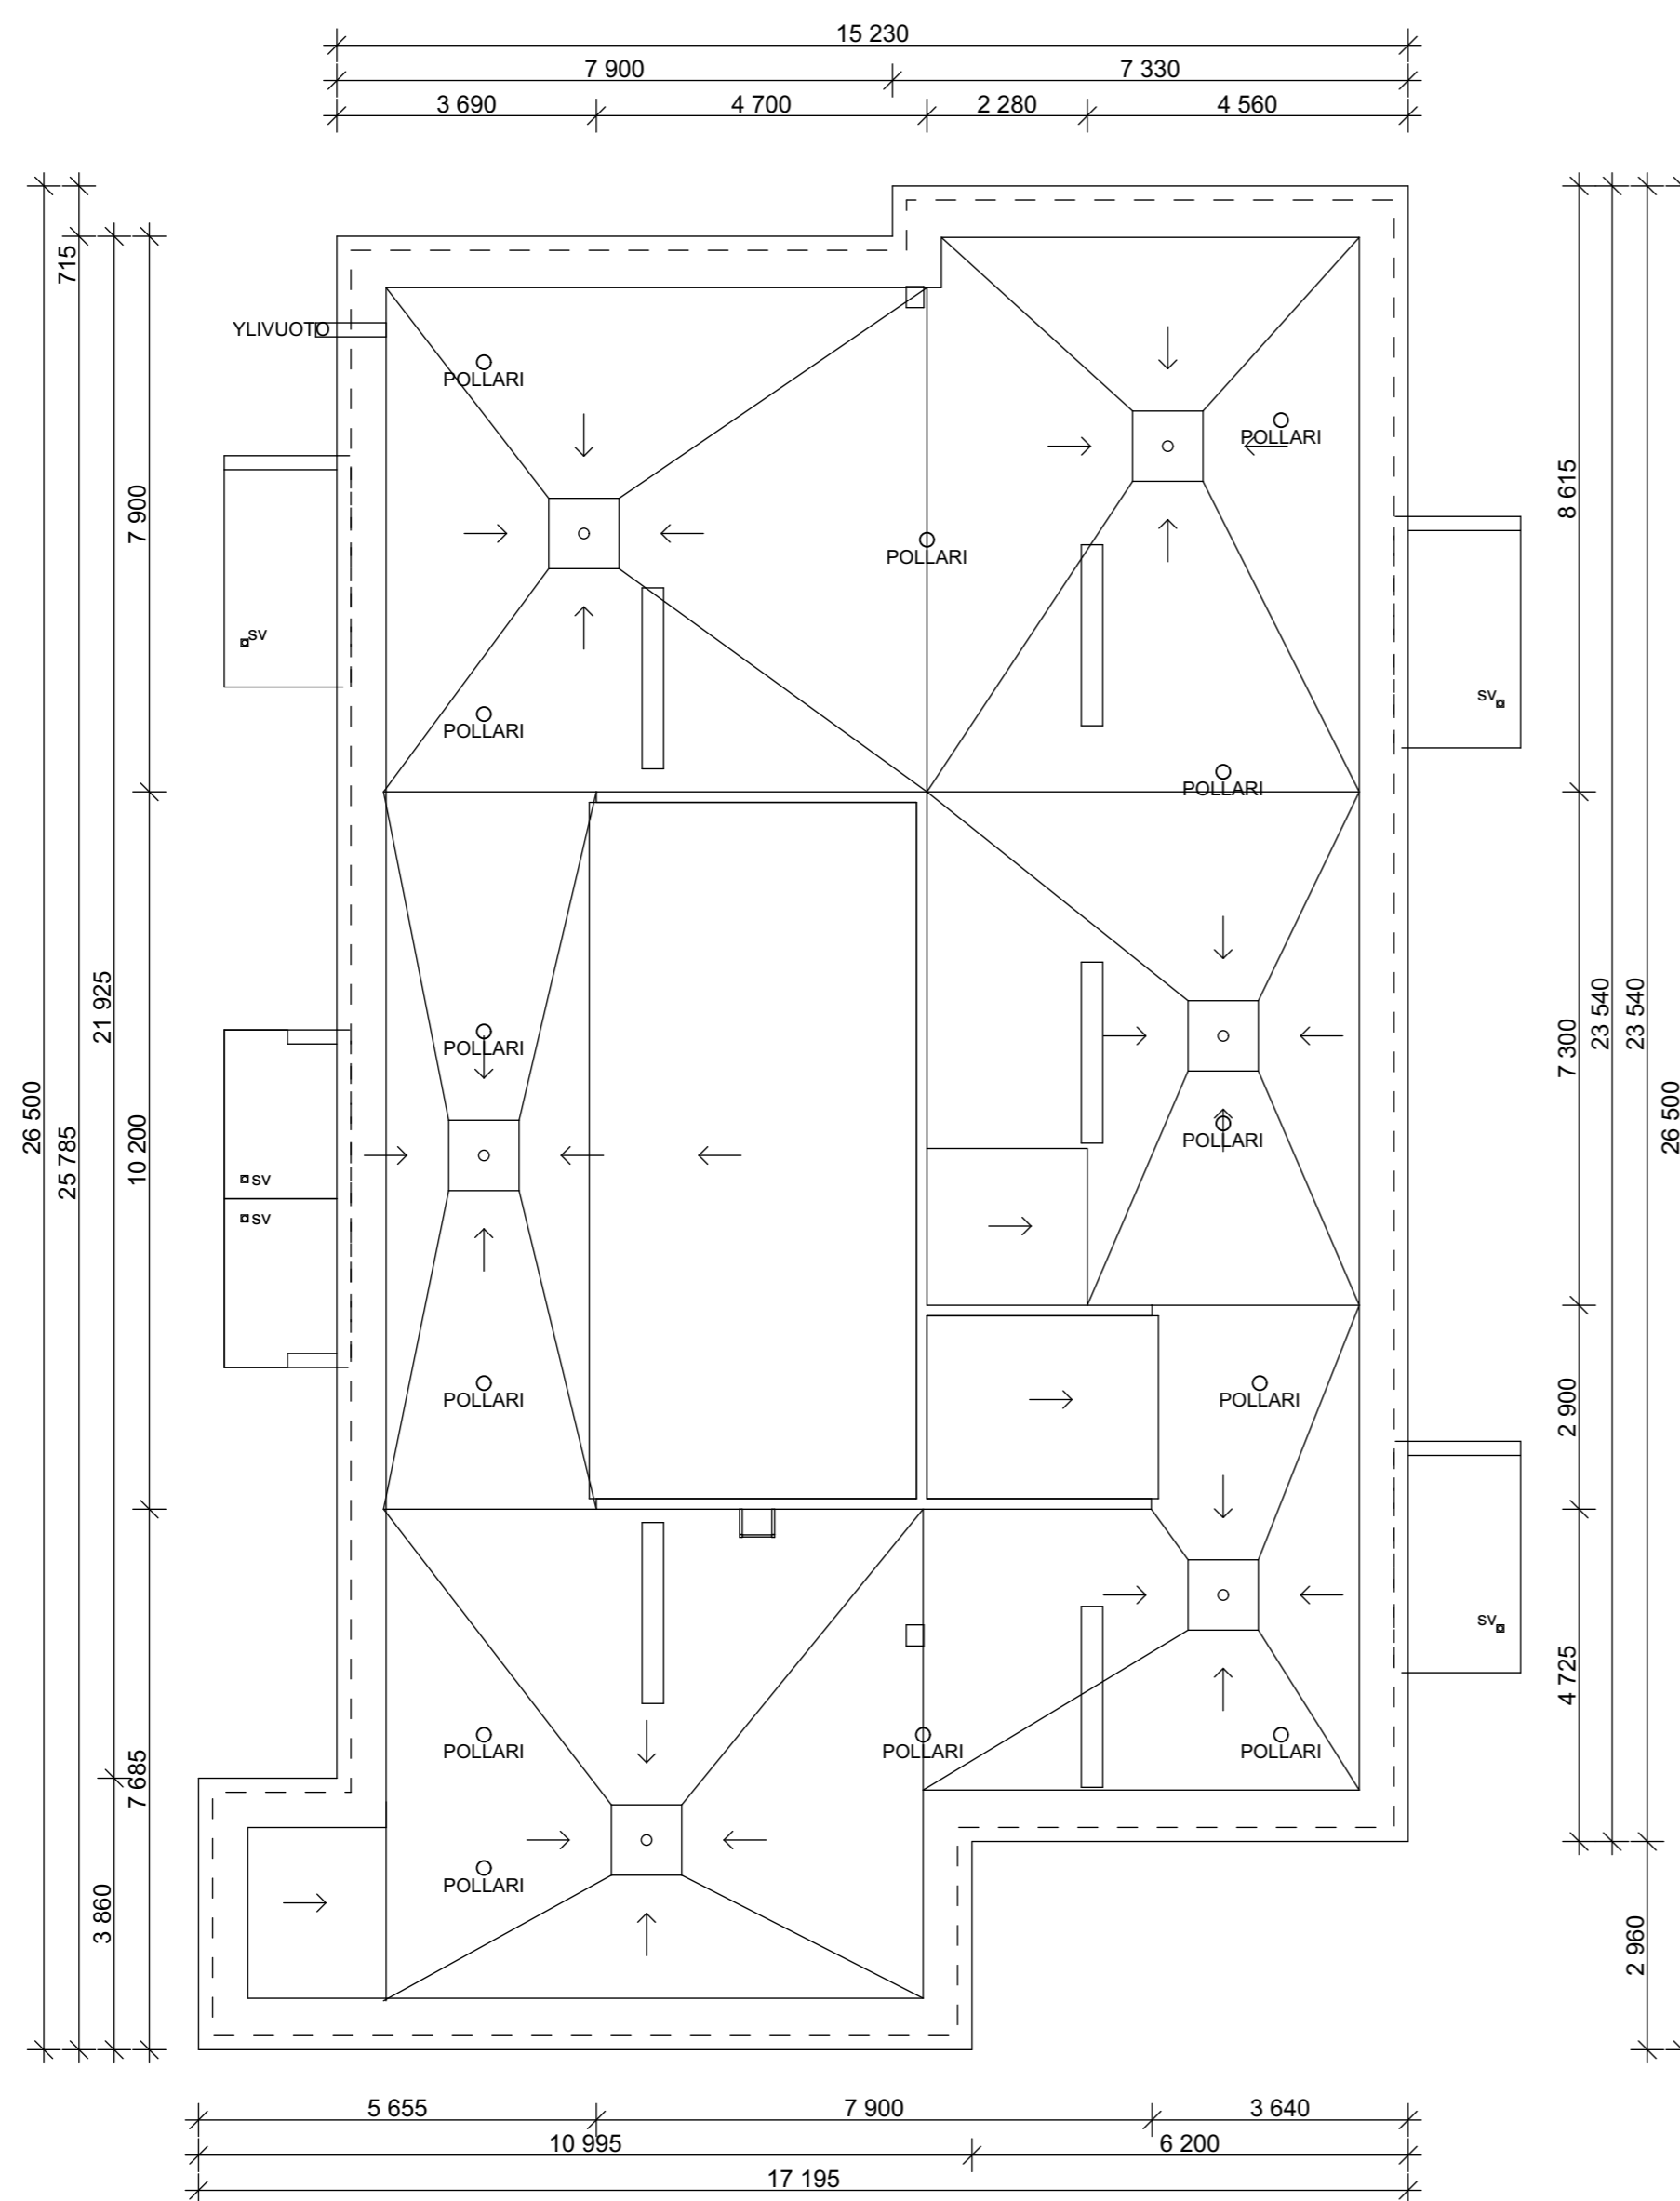 15 230
7 900
7 330
3 690
4 700
2 280
4 560
715
YLIVUOTO
POLLARI
POLLARI
7 900
8 615
POLLARI
sv
sv
POLLARI
POLLARI
21 925
23 540
23 540
7 300
POLLARI
26 500
25 785
10 200
26 500
POLLARI
sv
sv
POLLARI
POLLARI
2 900
sv
4 725
POLLARI
POLLARI
POLLARI
7 685
POLLARI
3 860
2 960
5 655
7 900
3 640
10 995
6 200
17 195